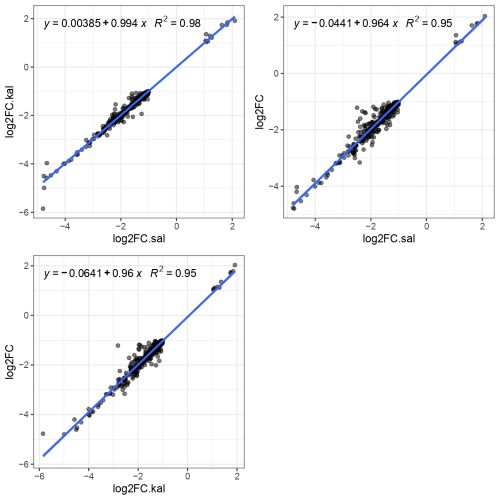 y = 0.00385 + 0.994 x R² = 0.98
2
0
−2
−4
−6
log2FC.kal
−4 −2 0 2
log2FC.sal
y = −0.0441 + 0.964 x R² = 0.95
0
−2
−4
log2FC
−4 −2 0 2
log2FC.sal
y = −0.0641 + 0.96 x R² = 0.95
2
0
−2
−4
−6
log2FC
−6 −4 −2 0 2
log2FC.kal